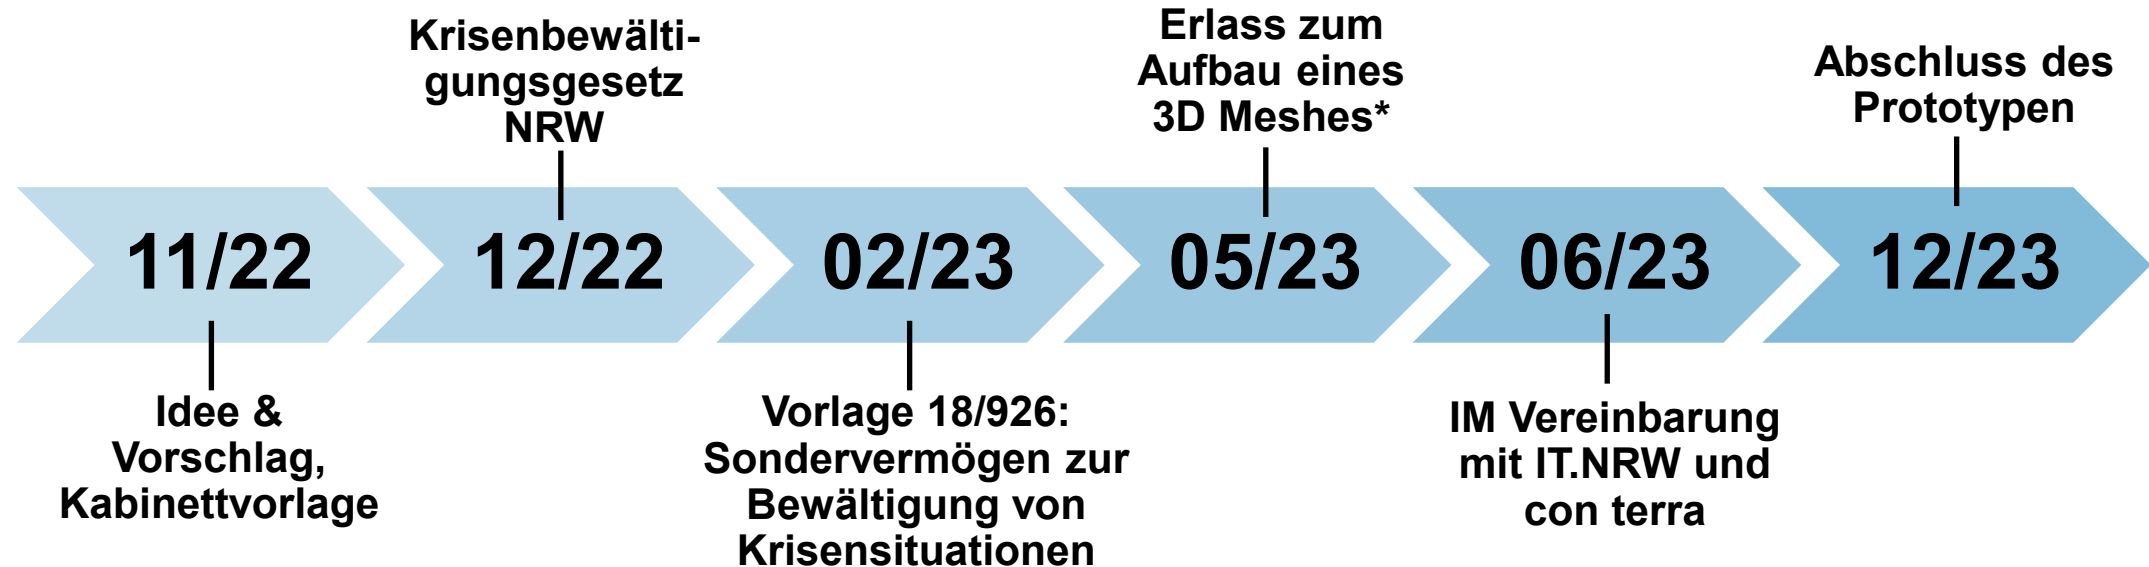 11/22
Idee &
Vorschlag,
Kabinettvorlage
Krisenbewälti-
gungsgesetz
NRW
12/22
02/23
Vorlage 18/926:
Sondervermögen zur
Bewältigung von
Krisensituationen
Erlass zum
Aufbau eines
3D Meshes*
05/23
06/23
IM Vereinbarung
mit IT.NRW und
con terra
Abschluss des
Prototypen
12/23